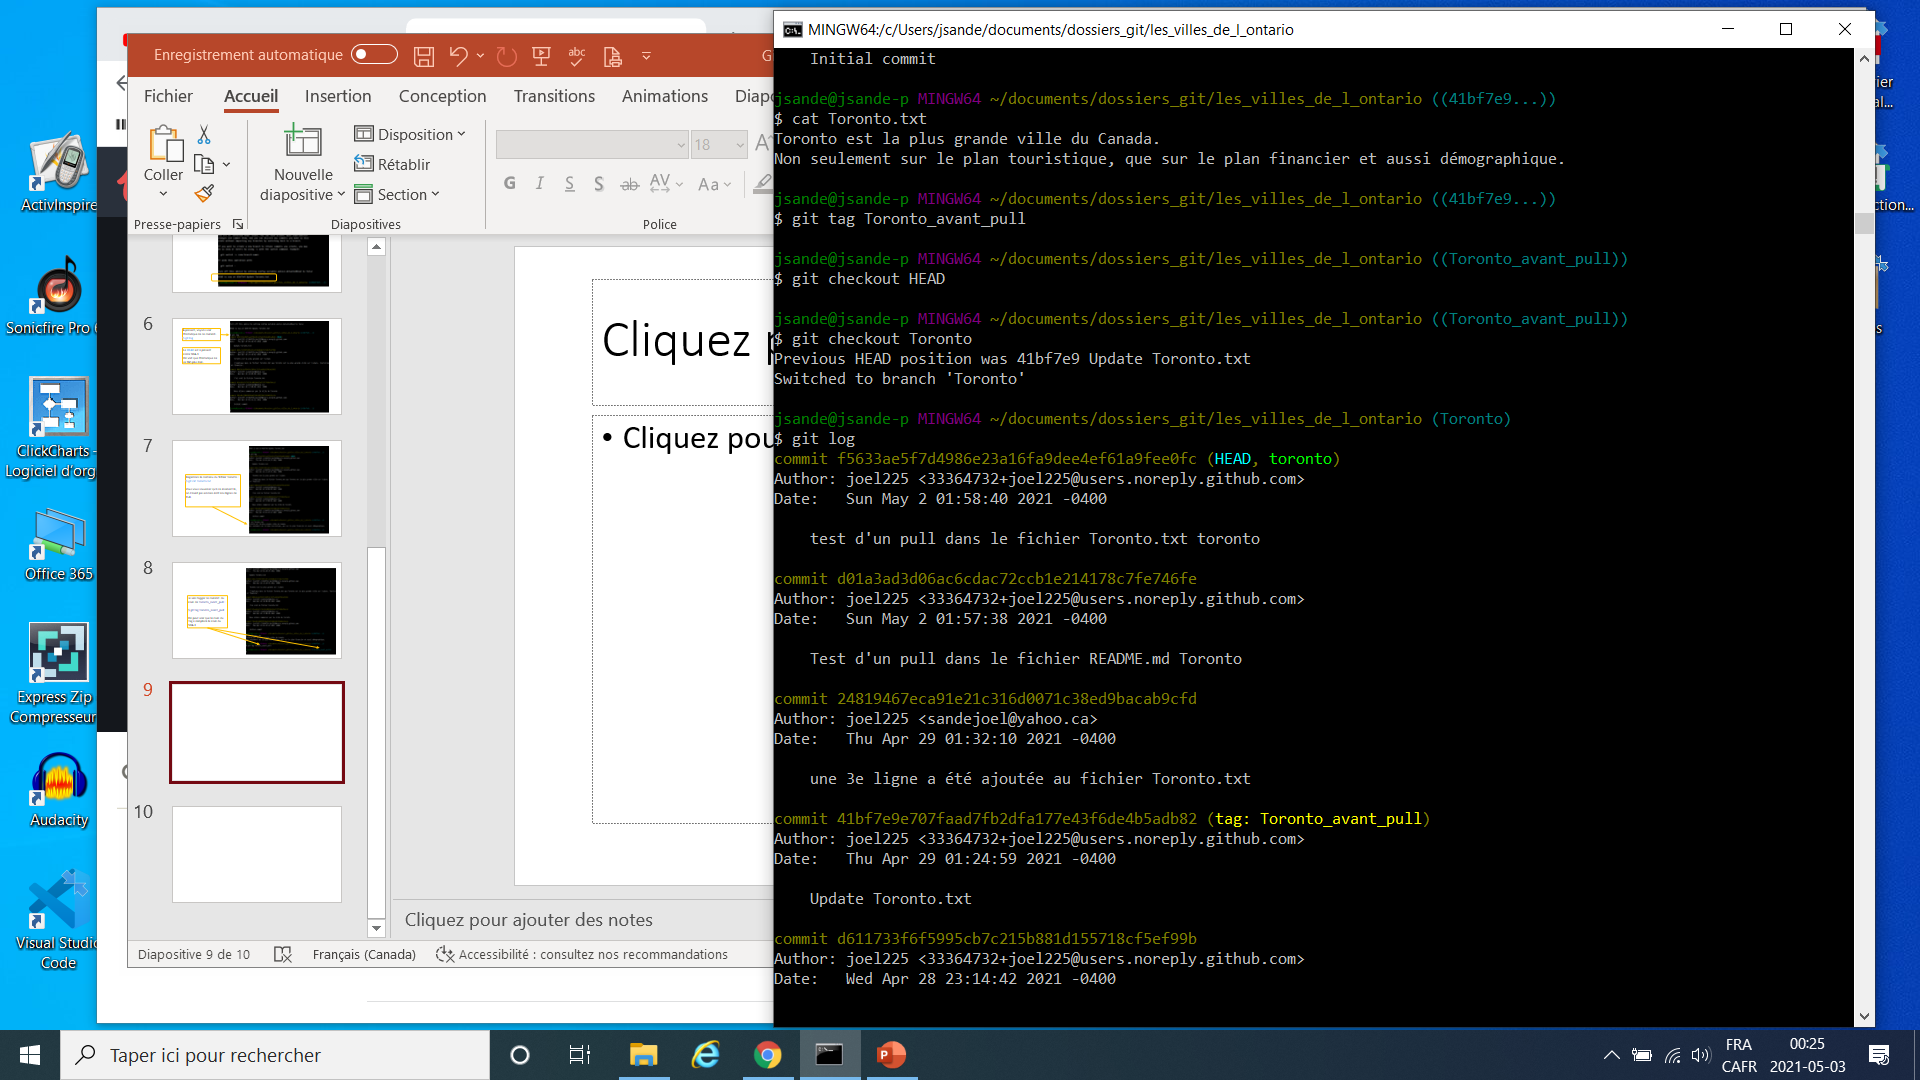 MINGW64:/c/Users/jsande/documents/dossiers_git/les_villes_de_l_ontario
Enregistrement automatique
G
Fichier
Accueil
Insertion
Conception
Transitions
Animations
Coller
Nouvelle
diapositive
Disposition
Rétablir
Section
18
G I S S ab AV Aa
Presse-papiers
Diapositives
Police
6
7
8
9
10
Cliquez p
• Cliquez pou
Cliquez pour ajouter des notes
Diapositive 9 de 10
Français (Canada)
Accessibilité : consultez nos recommandations
Initial commit
jsande@jsande-p MINGW64 ~/documents/dossiers_git/les_villes_de_l_ontario ((41bf7e9...))
$ cat Toronto.txt
Toronto est la plus grande ville du Canada.
Non seulement sur le plan touristique, que sur le plan financier et aussi démographique.
jsande@jsande-p MINGW64 ~/documents/dossiers_git/les_villes_de_l_ontario ((41bf7e9...))
$ git tag Toronto_avant_pull
jsande@jsande-p MINGW64 ~/documents/dossiers_git/les_villes_de_l_ontario ((Toronto_avant_pull))
$ git checkout HEAD
jsande@jsande-p MINGW64 ~/documents/dossiers_git/les_villes_de_l_ontario ((Toronto_avant_pull))
$ git checkout Toronto
Previous HEAD position was 41bf7e9 Update Toronto.txt
Switched to branch 'Toronto'
jsande@jsande-p MINGW64 ~/documents/dossiers_git/les_villes_de_l_ontario (Toronto)
$ git log
commit f5633ae5f7d4986e23a16fa9dee4ef61a9fee0fc (HEAD, toronto)
Author: joel225 <33364732+joel225@users.noreply.github.com>
Date:   Sun May 2 01:58:40 2021 -0400
test d'un pull dans le fichier Toronto.txt toronto
commit d01a3ad3d06ac6cdac72ccb1e214178c7fe746fe
Author: joel225 <33364732+joel225@users.noreply.github.com>
Date:   Sun May 2 01:57:38 2021 -0400
Test d'un pull dans le fichier README.md Toronto
commit 24819467eca91e21c316d0071c38ed9bacab9cfd
Author: joel225 <sandejoel@yahoo.ca>
Date:   Thu Apr 29 01:32:10 2021 -0400
une 3e ligne a été ajoutée au fichier Toronto.txt
commit 41bf7e9e707faad7fb2dfa177e43f6de4b5adb82 (tag: Toronto_avant_pull)
Author: joel225 <33364732+joel225@users.noreply.github.com>
Date:   Thu Apr 29 01:24:59 2021 -0400
Update Toronto.txt
commit d611733f6f5995cb7c215b881d155718cf5ef99b
Author: joel225 <33364732+joel225@users.noreply.github.com>
Date:   Wed Apr 28 23:14:42 2021 -0400
ActivInspire
Sonicfire Pro 6
ClickCharts -
Logiciel d'org
Office 365
Express Zip
Compresseur
Audacity
Visual Studio
Code
Taper ici pour rechercher
FRA
CAFR
00:25
2021-05-03